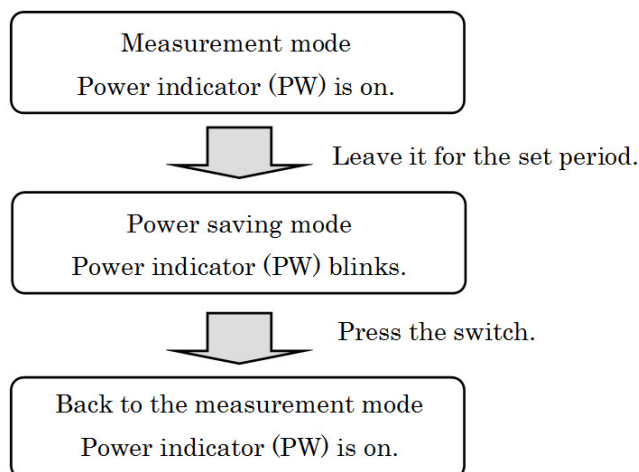 Measurement mode
Power indicator (PW) is on.
Leave it for the set period.
Power saving mode
Power indicator (PW) blinks.
Press the switch.
Back to the measurement mode
Power indicator (PW) is on.